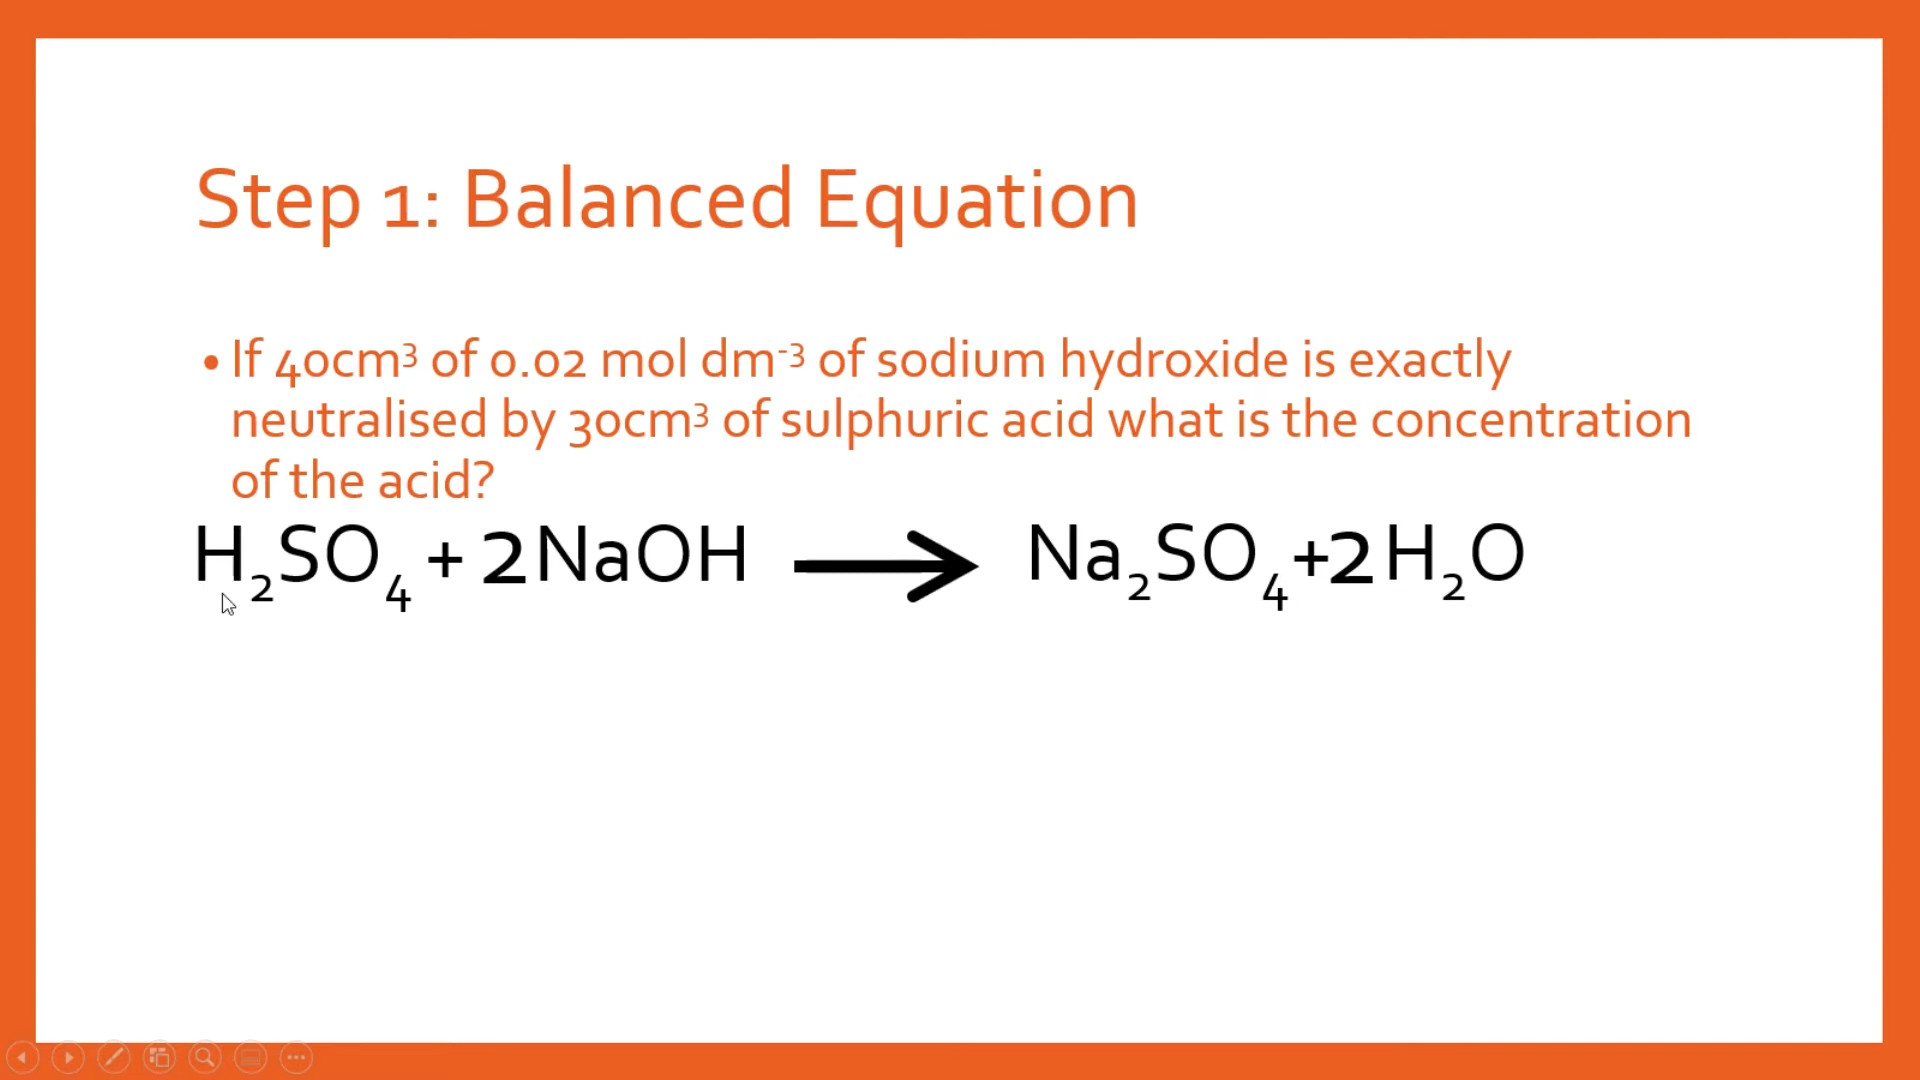 Step 1: Balanced Equation
• If 40cm³ of 0.02 mol dm⁻³ of sodium hydroxide is exactly
neutralised by 30cm³ of sulphuric acid what is the concentration
of the acid?
H₂SO₄ + 2NaOH → Na₂SO₄+2H₂O